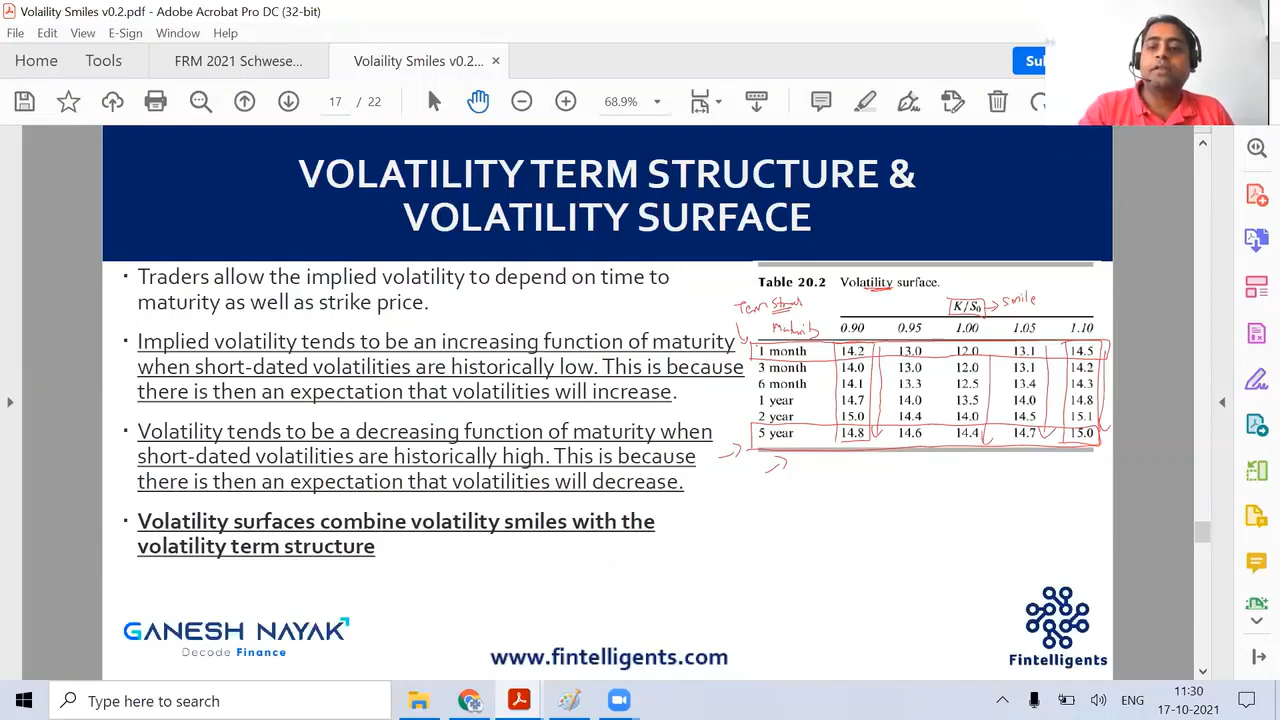 Volaility Smiles v0.2.pdf - Adobe Acrobat Pro DC (32-bit)
File Edit View E-Sign Window Help
Home Tools FRM 2021 Schwese... Volaility Smiles v0.2... ×
17 / 22 68.9%
VOLATILITY TERM STRUCTURE &
VOLATILITY SURFACE
· Traders allow the implied volatility to depend on time to
maturity as well as strike price.
· Implied volatility tends to be an increasing function of maturity
when short-dated volatilities are historically low. This is because
there is then an expectation that volatilities will increase.
· Volatility tends to be a decreasing function of maturity when
short-dated volatilities are historically high. This is because
there is then an expectation that volatilities will decrease.
· Volatility surfaces combine volatility smiles with the
volatility term structure
Table 20.2 Volatility surface.
Term Struct
K/S0 → smile
Maturity
0.90 0.95 1.00 1.05 1.10
1 month 14.2 13.0 12.0 13.1 14.5
3 month 14.0 13.0 12.0 13.1 14.2
6 month 14.1 13.3 12.5 13.4 14.3
1 year 14.7 14.0 13.5 14.0 14.8
2 year 15.0 14.4 14.0 14.5 15.1
5 year 14.8 14.6 14.4 14.7 15.0
GANESH NAYAK
Decode Finance
www.fintelligents.com
Fintelligents
Type here to search
ENG
11:30
17-10-2021